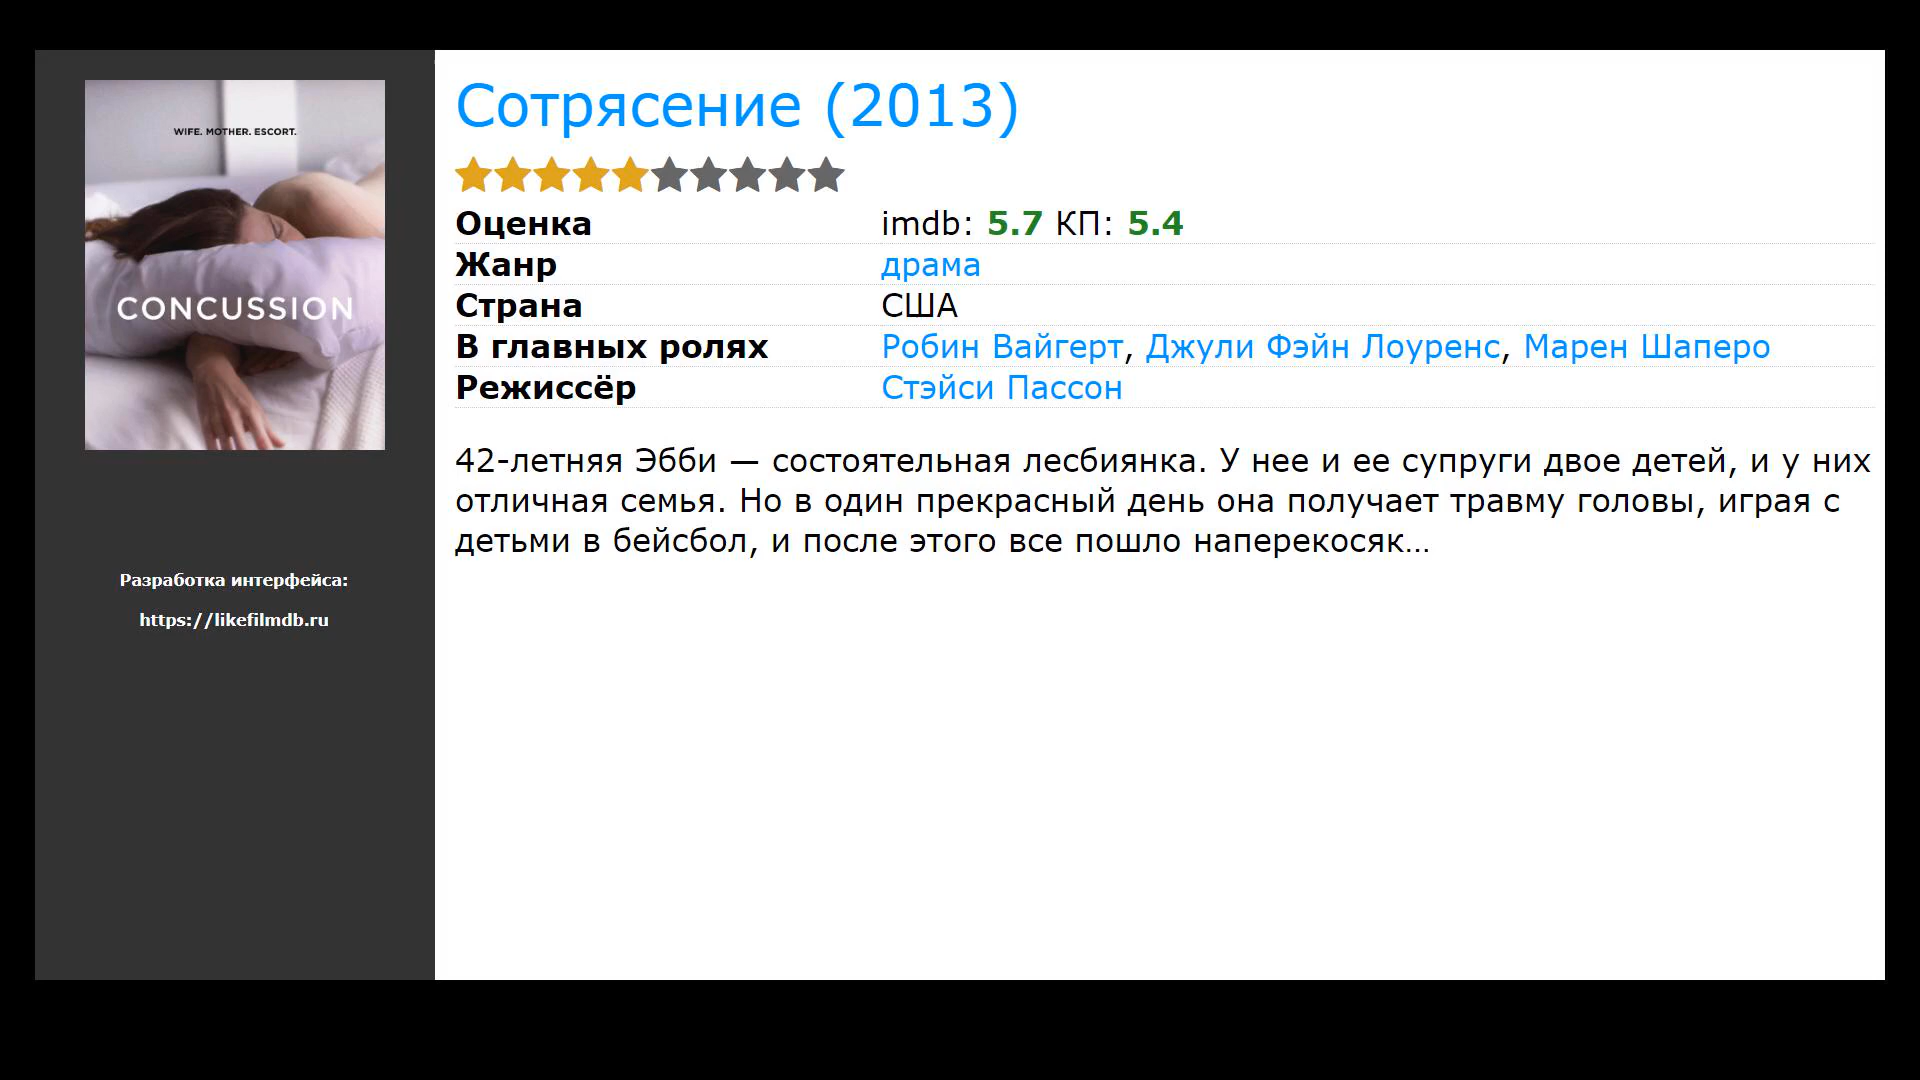 WIFE. MOTHER. ESCORT.
CONCUSSION
Разработка интерфейса:
https://likefilmdb.ru
Сотрясение (2013)
Оценка imdb: 5.7 КП: 5.4
Жанр драма
Страна США
В главных ролях Робин Вайгерт, Джули Фэйн Лоуренс, Марен Шаперо
Режиссёр Стэйси Пассон
42-летняя Эбби — состоятельная лесбиянка. У нее и ее супруги двое детей, и у них
отличная семья. Но в один прекрасный день она получает травму головы, играя с
детьми в бейсбол, и после этого все пошло наперекосяк…